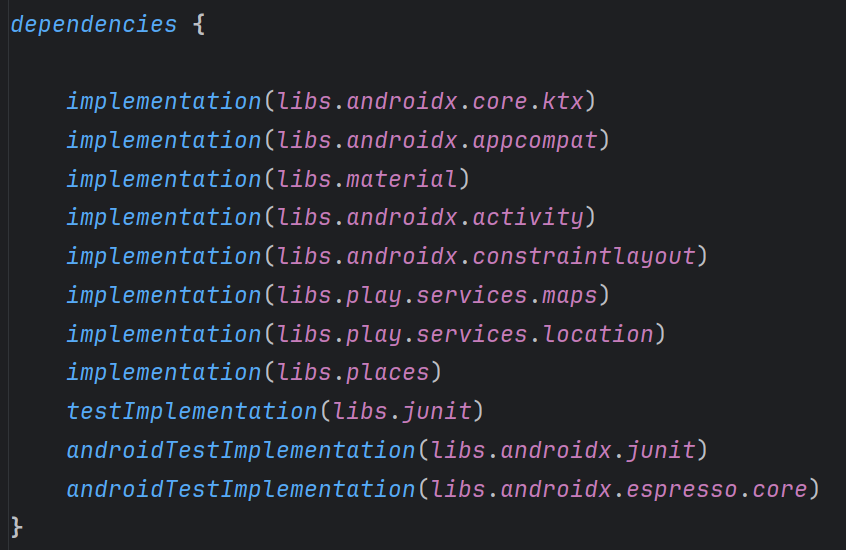 dependencies {
implementation(libs.androidx.core.ktx)
implementation(libs.androidx.appcompat)
implementation(libs.material)
implementation(libs.androidx.activity)
implementation(libs.androidx.constraintlayout)
implementation(libs.play.services.maps)
implementation(libs.play.services.location)
implementation(libs.places)
testImplementation(libs.junit)
androidTestImplementation(libs.androidx.junit)
androidTestImplementation(libs.androidx.espresso.core)
}